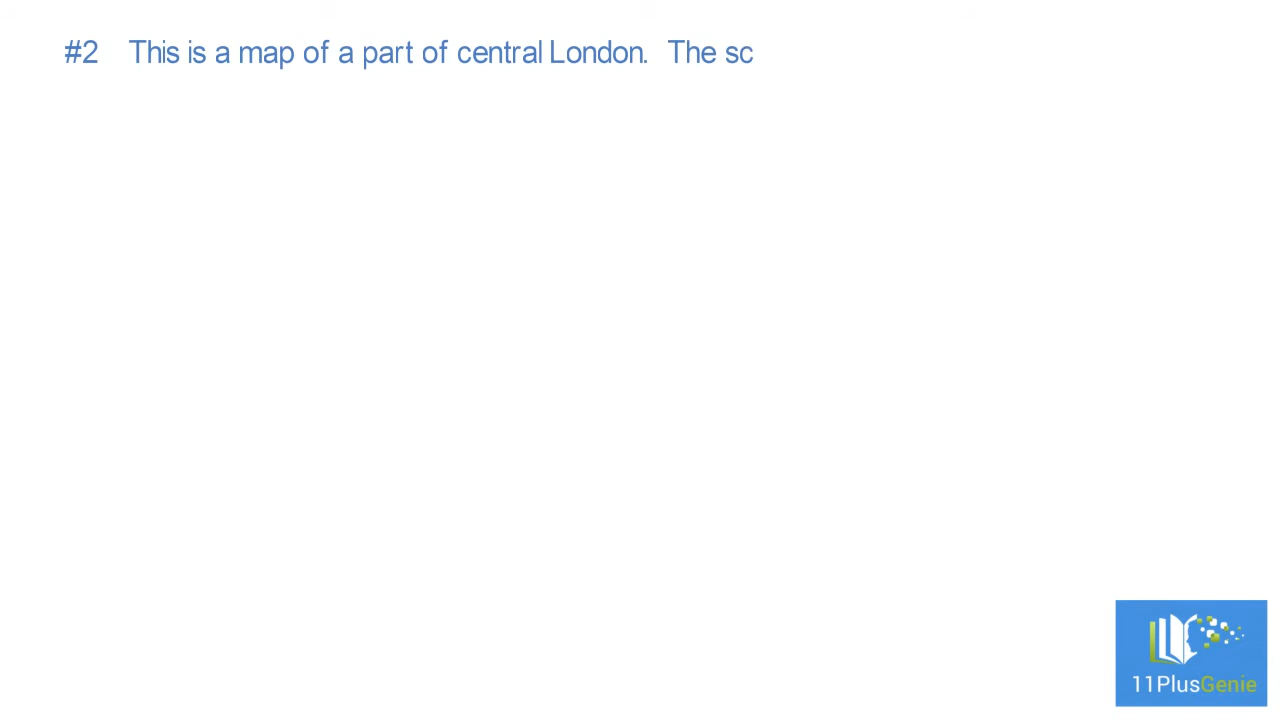 #2 This is a map of a part of central London. The sc
11PlusGenie